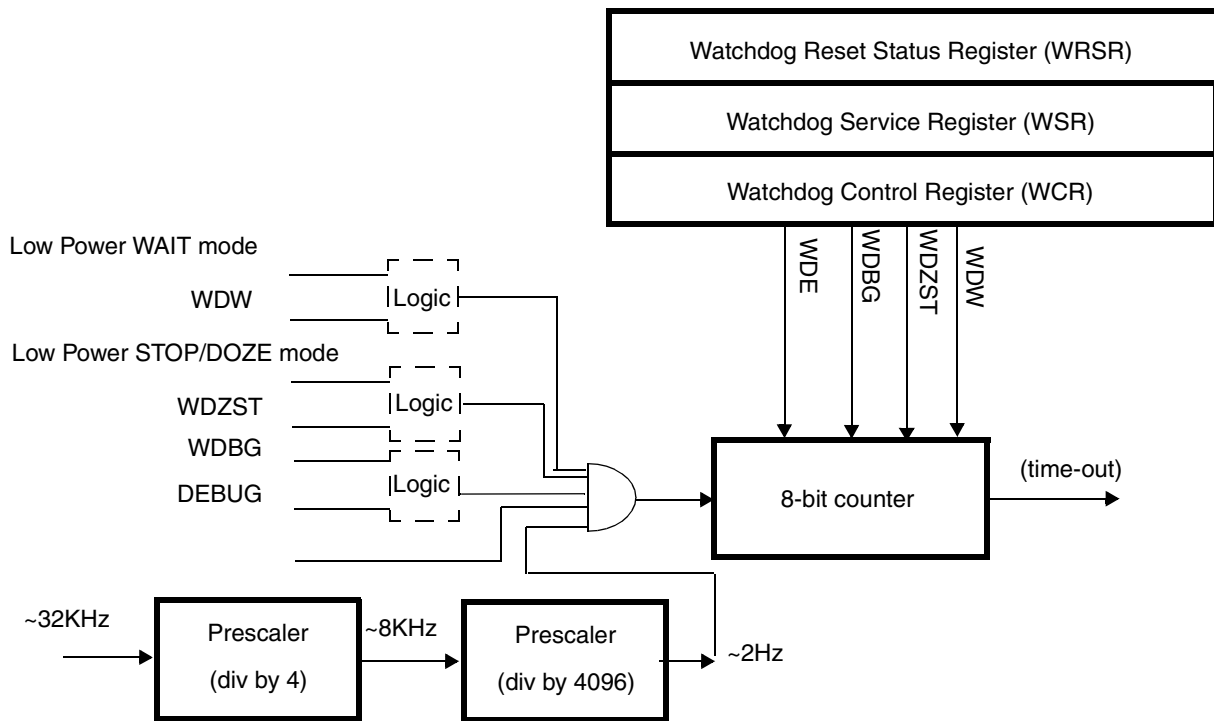 Watchdog Reset Status Register (WRSR)
Watchdog Service Register (WSR)
Watchdog Control Register (WCR)
WDE
WDBG
WDZST
WDW
Low Power WAIT mode
WDW
Logic
Low Power STOP/DOZE mode
WDZST
Logic
WDBG
DEBUG
Logic
8-bit counter
(time-out)
~32KHz
Prescaler
(div by 4)
~8KHz
Prescaler
(div by 4096)
~2Hz